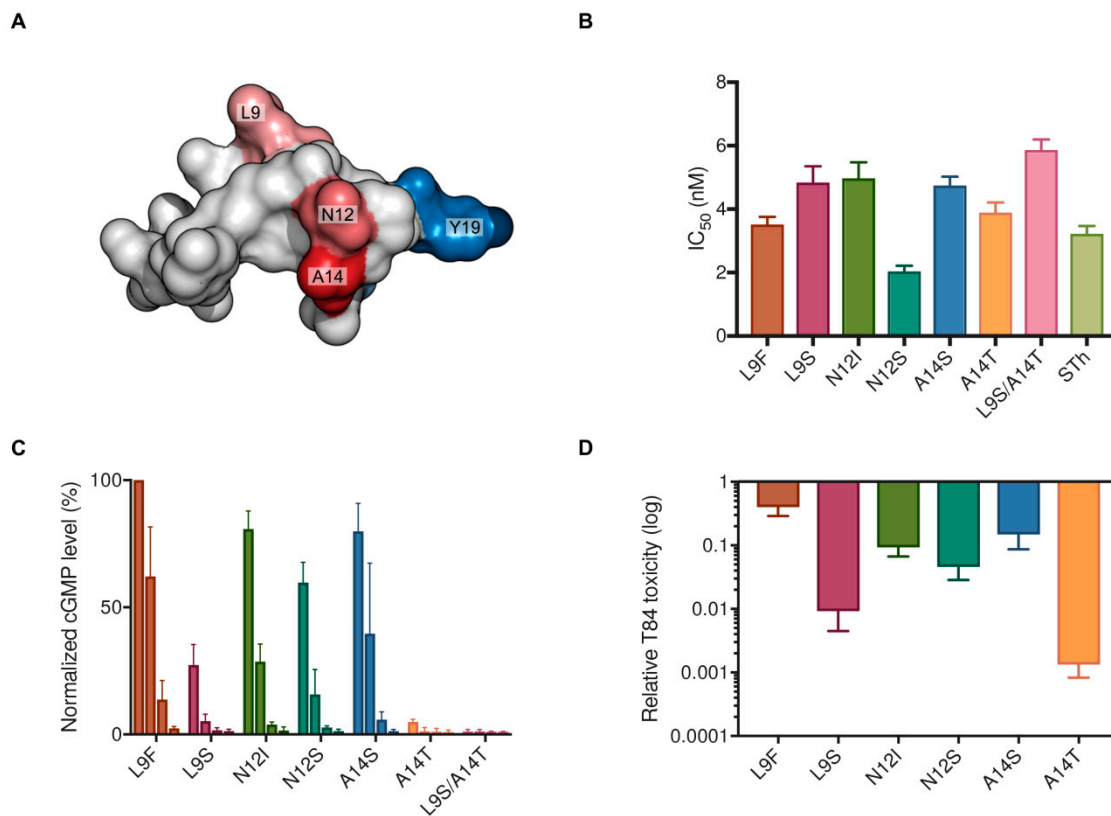 A
L9
N12
Y19
A14
B
IC50 (nM)
8
6
4
2
0
L9F
L9S
N12I
N12S
A14S
A14T
L9S/A14T
STh
C
Normalized cGMP level (%)
100
50
0
L9F
L9S
N12I
N12S
A14S
A14T
L9S/A14T
D
Relative T84 toxicity (log)
1
0.1
0.01
0.001
0.0001
L9F
L9S
N12I
N12S
A14S
A14T